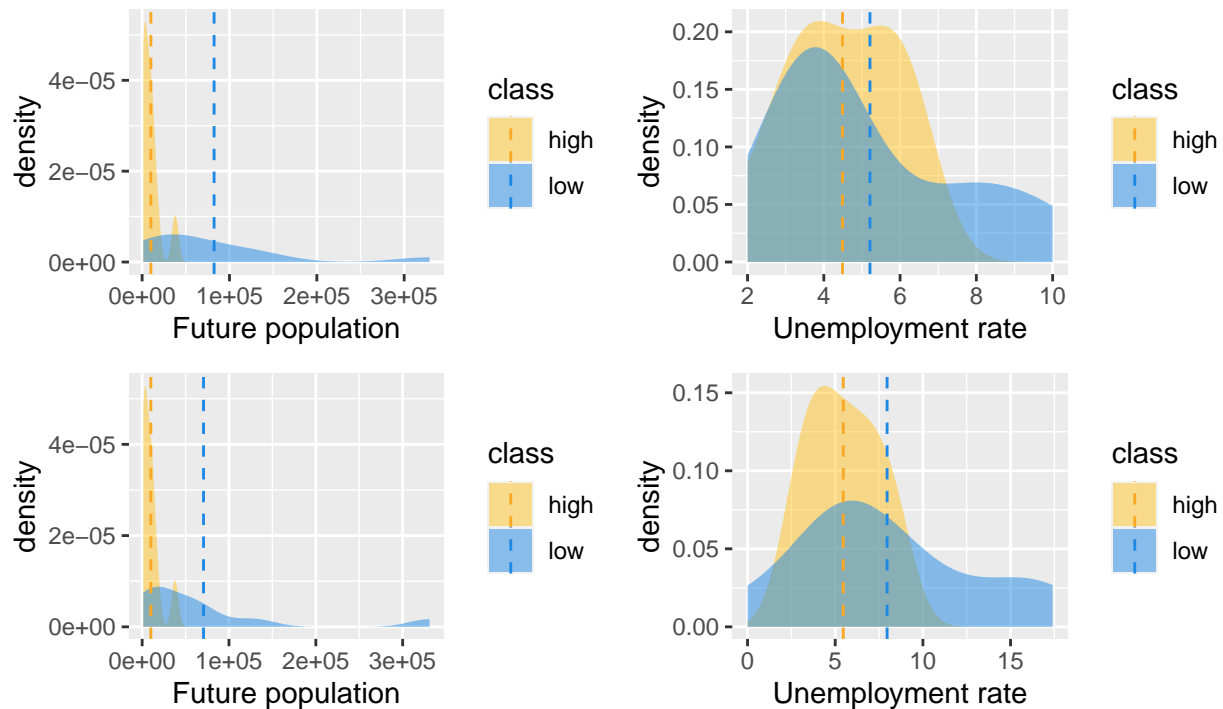 density
4e−05
2e−05
0e+00
0e+00 1e+05 2e+05 3e+05
Future population
class
high
low
density
0.20
0.15
0.10
0.05
0.00
2 4 6 8 10
Unemployment rate
class
high
low
density
4e−05
2e−05
0e+00
0e+00 1e+05 2e+05 3e+05
Future population
class
high
low
density
0.15
0.10
0.05
0.00
0 5 10 15
Unemployment rate
class
high
low